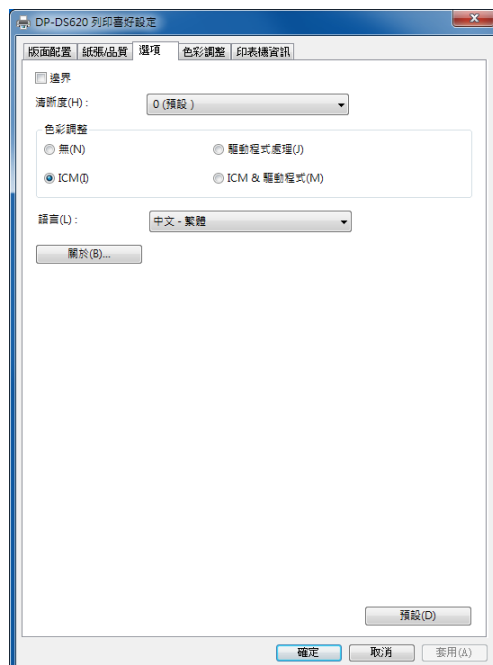 DP-DS620 列印喜好設定
版面配置 紙張/品質 選項 色彩調整 印表機資訊
邊界
清晰度(H)： 0 (預設 )
色彩調整
無(N) 驅動程式處理(J)
ICM(I) ICM & 驅動程式(M)
語言(L)： 中文 - 繁體
關於(B)...
預設(D)
確定 取消 套用(A)